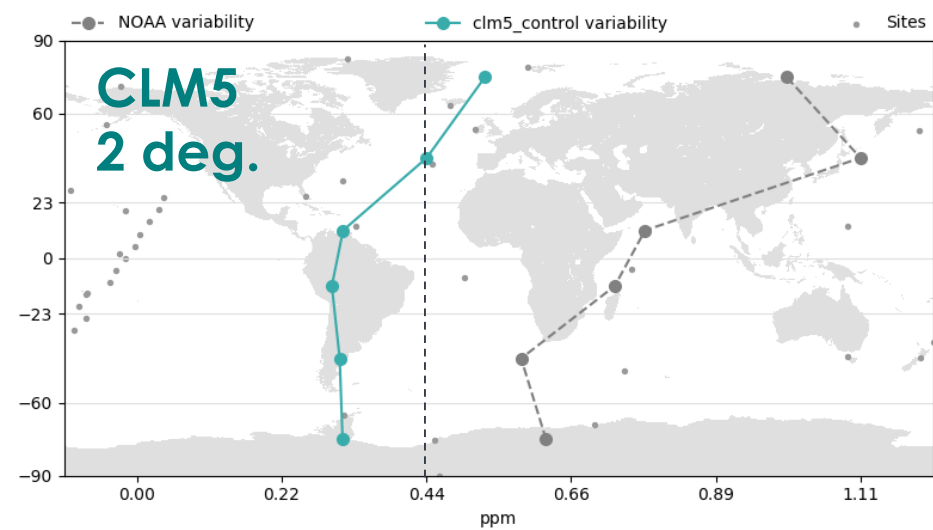 NOAA variability clm5_control variability Sites
90
CLM5
60
2 deg.
23
0
−23
−60
−90
0.00 0.22 0.44 0.66 0.89 1.11
ppm